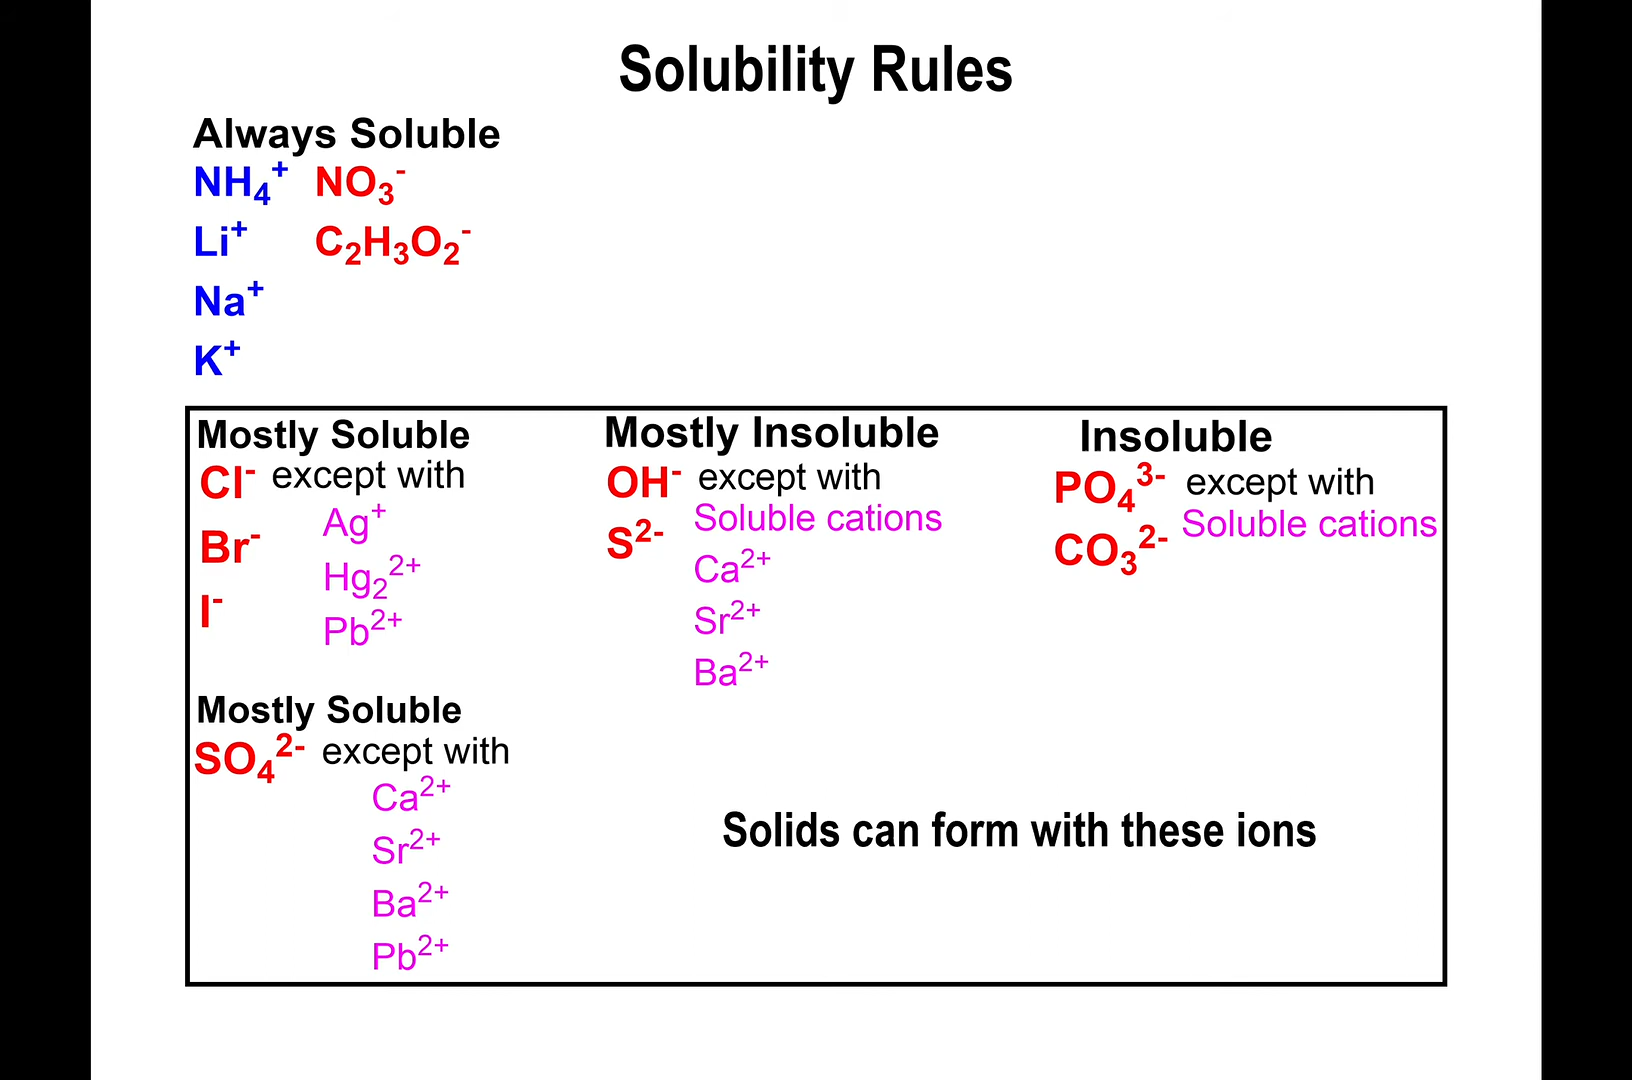 Solubility Rules
Always Soluble
NH₄⁺ NO₃⁻
Li⁺ C₂H₃O₂⁻
Na⁺
K⁺
Mostly Soluble
Cl⁻ except with
Br⁻
I⁻
Ag⁺
Hg₂²⁺
Pb²⁺
Mostly Soluble
SO₄²⁻ except with
Ca²⁺
Sr²⁺
Ba²⁺
Pb²⁺
Mostly Insoluble
OH⁻ except with
S²⁻
Soluble cations
Ca²⁺
Sr²⁺
Ba²⁺
Insoluble
PO₄³⁻ except with
CO₃²⁻ Soluble cations
Solids can form with these ions